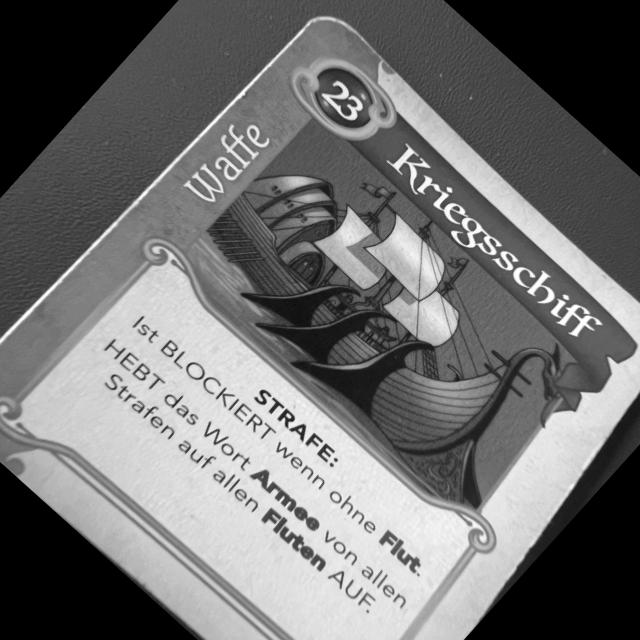 23
Kriegsschiff
Waffe
STRAFE:
Ist BLOCKIERT wenn ohne Flut.
HEBT das Wort Armee von allen
Strafen auf allen Fluten AUF.